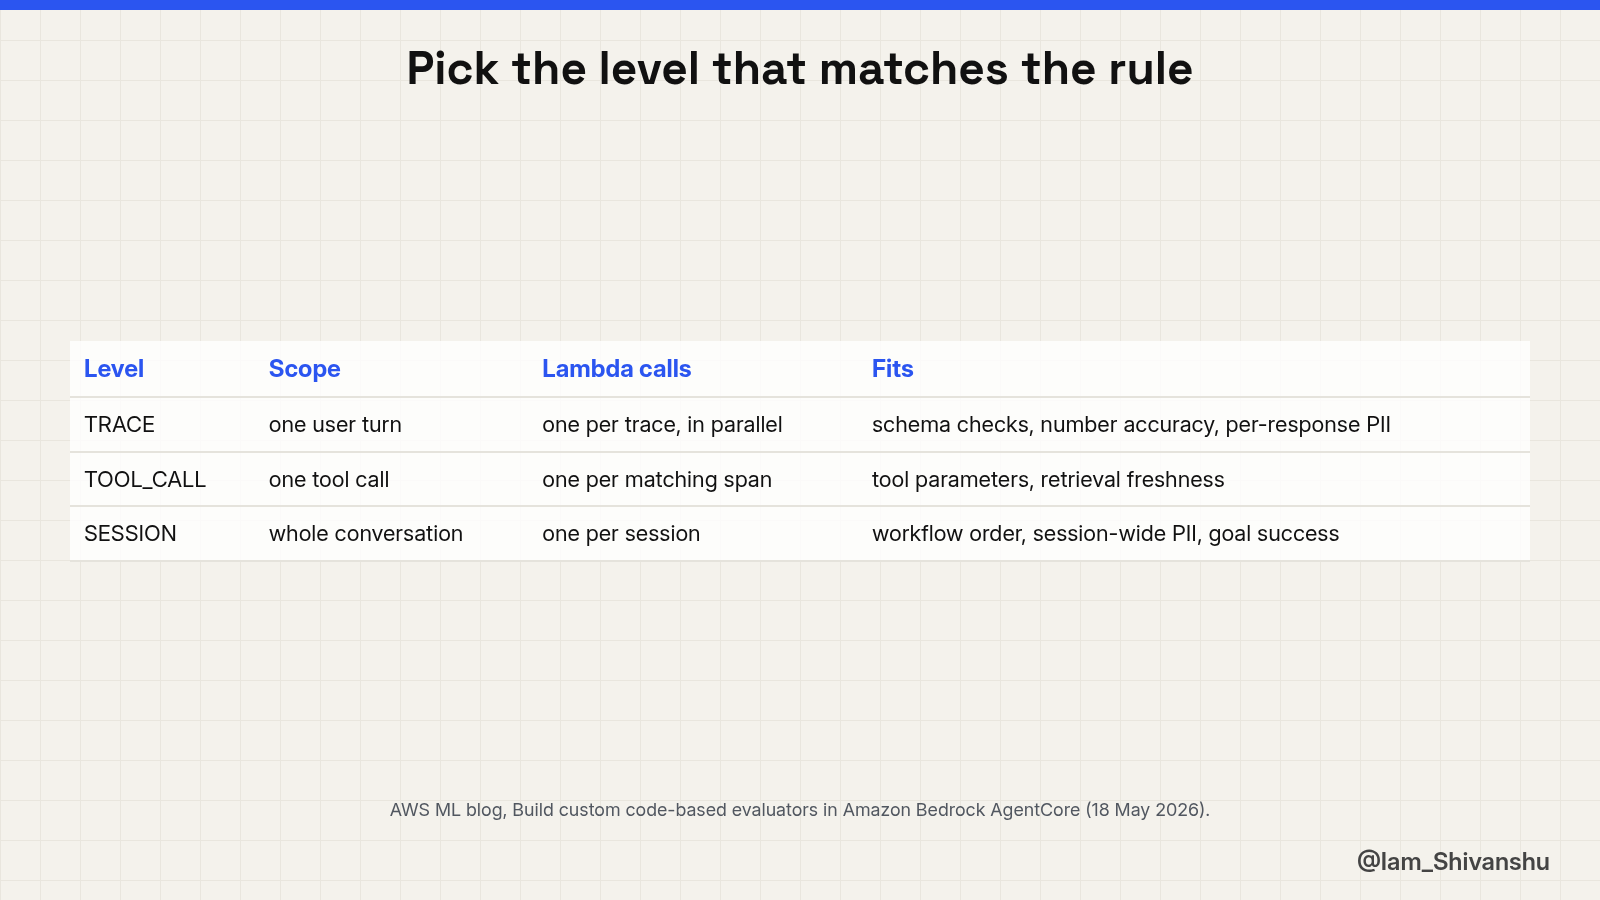 Pick the level that matches the rule
Level Scope Lambda calls Fits
TRACE one user turn one per trace, in parallel schema checks, number accuracy, per-response PII
TOOL_CALL one tool call one per matching span tool parameters, retrieval freshness
SESSION whole conversation one per session workflow order, session-wide PII, goal success
AWS ML blog, Build custom code-based evaluators in Amazon Bedrock AgentCore (18 May 2026).
@Iam_Shivanshu